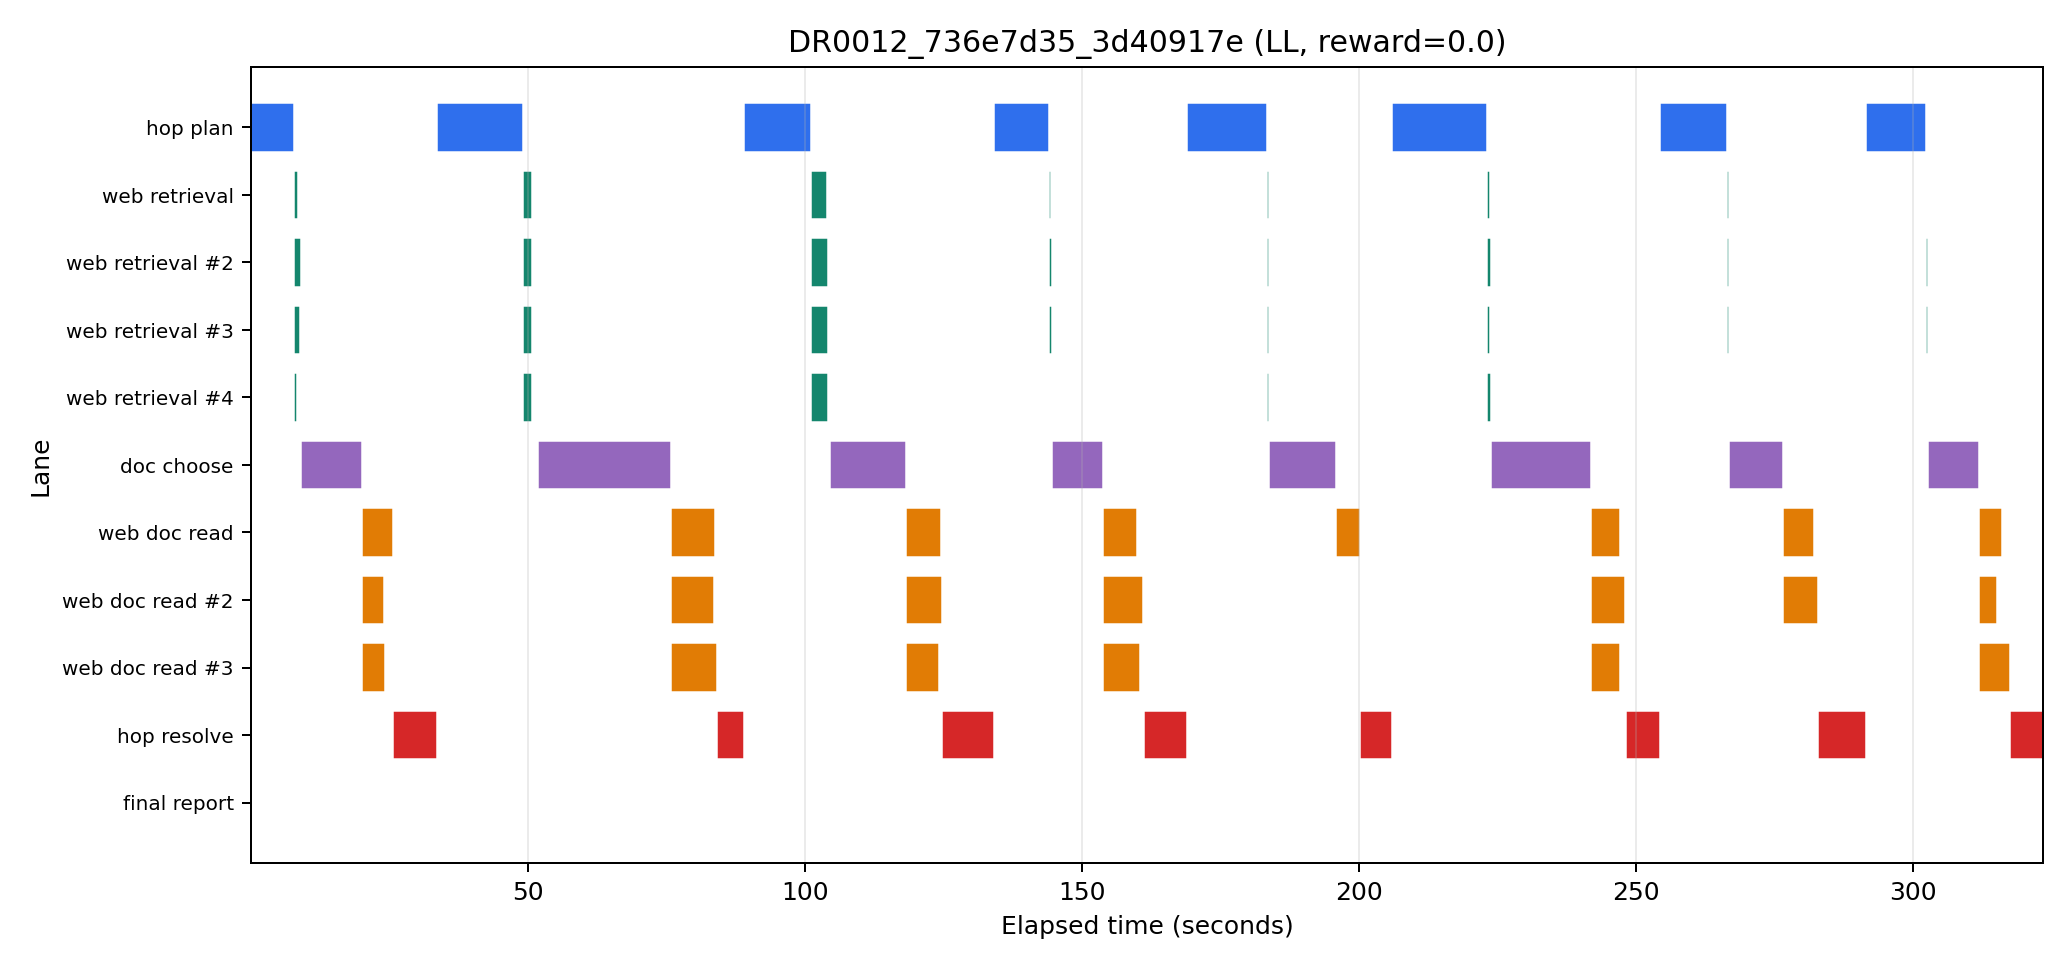 DR0012_736e7d35_3d40917e (LL, reward=0.0)
hop plan
web retrieval
web retrieval #2
web retrieval #3
web retrieval #4
doc choose
web doc read
web doc read #2
web doc read #3
hop resolve
final report
Lane
50 100 150 200 250 300
Elapsed time (seconds)